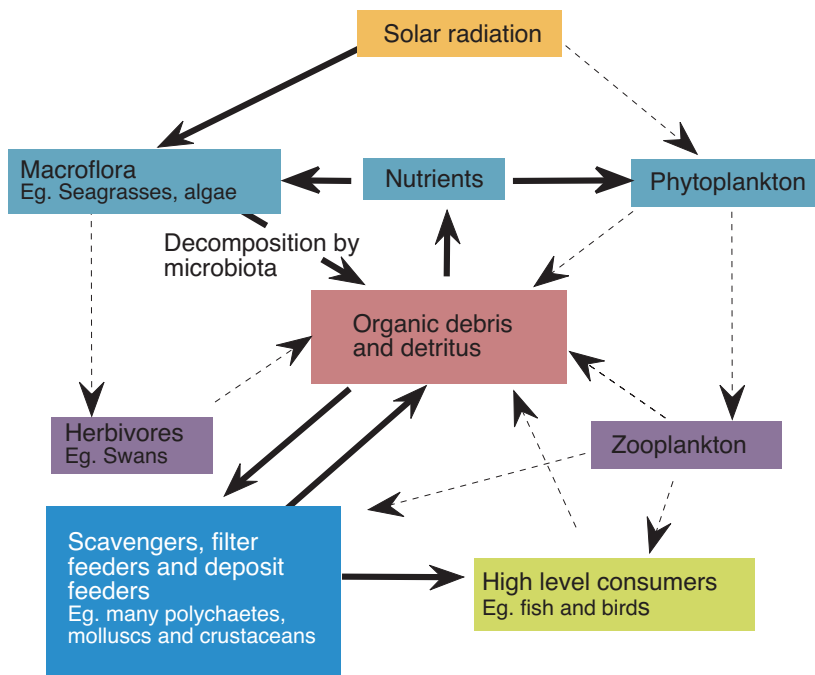 Solar radiation
Macroflora
Eg. Seagrasses, algae
Nutrients
Phytoplankton
Decomposition by
microbiota
Organic debris
and detritus
Herbivores
Eg. Swans
Zooplankton
Scavengers, filter
feeders and deposit
feeders
Eg. many polychaetes,
molluscs and crustaceans
High level consumers
Eg. fish and birds